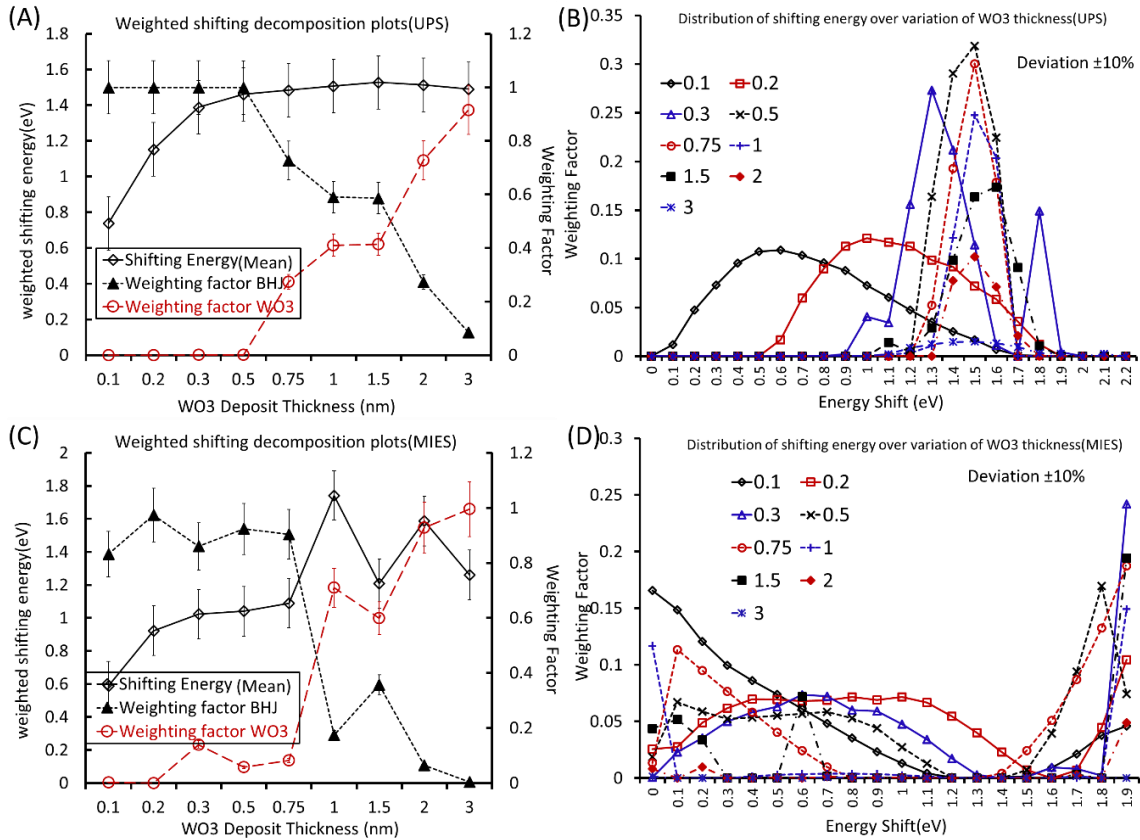 (A)
Weighted shifting decomposition plots(UPS)
weighted shifting energy(eV)
1.8
1.6
1.4
1.2
1
0.8
0.6
0.4
0.2
0
Shifting Energy(Mean)
Weighting factor BHJ
Weighting factor WO3
0.1 0.2 0.3 0.5 0.75 1 1.5 2 3
WO3 Deposit Thickness (nm)
1.2
1
0.8
0.6
0.4
0.2
0
Weighting Factor
(B)
Distribution of shifting energy over variation of WO3 thickness(UPS)
Deviation ±10%
Weighting Factor
0.35
0.3
0.25
0.2
0.15
0.1
0.05
0
0.1 0.2
0.3 0.5
0.75 1
1.5 2
3
0 0.1 0.2 0.3 0.4 0.5 0.6 0.7 0.8 0.9 1 1.1 1.2 1.3 1.4 1.5 1.6 1.7 1.8 1.9 2 2.1 2.2
Energy Shift (eV)
(C)
Weighted shifting decomposition plots(MIES)
weighted shifting energy(eV)
2
1.8
1.6
1.4
1.2
1
0.8
0.6
0.4
0.2
0
Shifting Energy (Mean)
Weighting factor BHJ
Weighting factor WO3
0.1 0.2 0.3 0.5 0.75 1 1.5 2 3
WO3 Deposit Thickness (nm)
1.2
1
0.8
0.6
0.4
0.2
0
Weighting Factor
(D)
Distribution of shifting energy over variation of WO3 thickness(MIES)
Deviation ±10%
Weighting Factor
0.3
0.25
0.2
0.15
0.1
0.05
0
0.1 0.2
0.3 0.5
0.75 1
1.5 2
3
0 0.1 0.2 0.3 0.4 0.5 0.6 0.7 0.8 0.9 1 1.1 1.2 1.3 1.4 1.5 1.6 1.7 1.8 1.9
Energy Shift(eV)